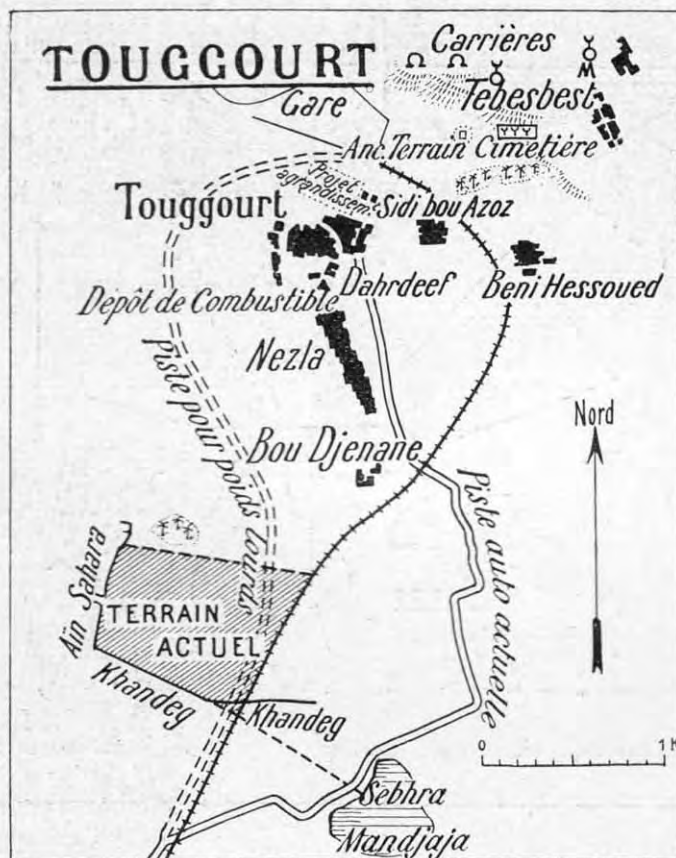 TOUGGOURT
Carrières
Gare
Tebesbest
Anc. Terrain
Cimetière
Projet
agrandissem.
Touggourt
Sidi bou Azoz
Dahrdeef
Beni Hessoued
Dépôt de Combustible
Nezla
Nord
Piste pour poids lourds
Bou Djenane
Piste auto actuelle
Aïn Sahara
TERRAIN
ACTUEL
Khandeg
Khandeg
0
1 K
Sebhra
Mandjaja